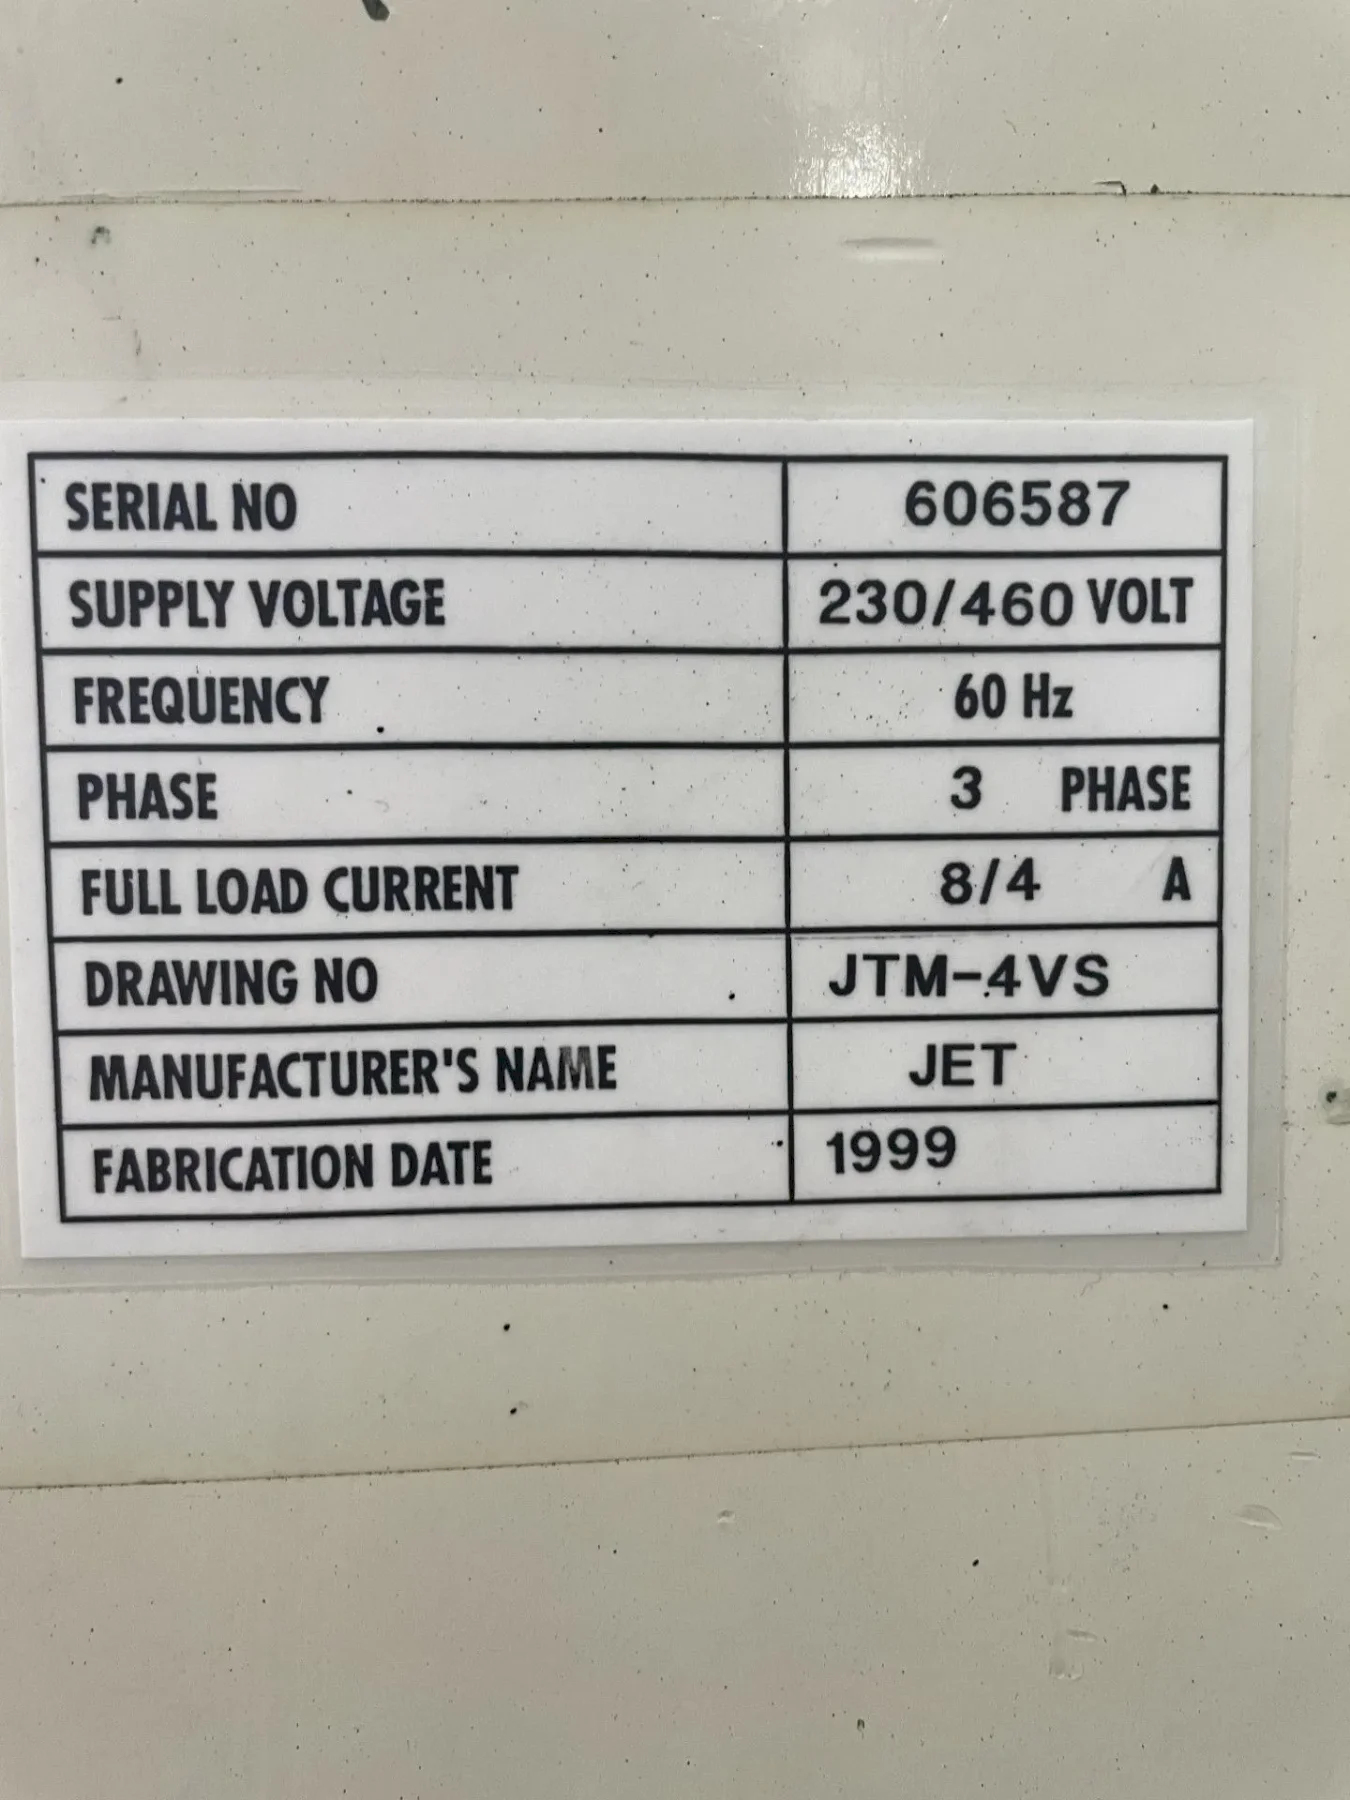 SERIAL NO 606587
SUPPLY VOLTAGE 230/460 VOLT
FREQUENCY 60 Hz
PHASE 3 PHASE
FULL LOAD CURRENT 8/4 A
DRAWING NO JTM-4VS
MANUFACTURER'S NAME JET
FABRICATION DATE 1999